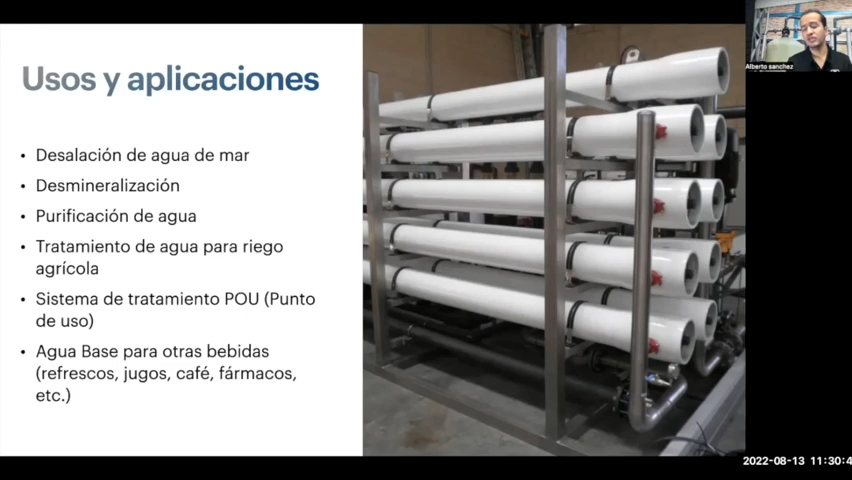 Usos y aplicaciones
• Desalación de agua de mar
• Desmineralización
• Purificación de agua
• Tratamiento de agua para riego
agrícola
• Sistema de tratamiento POU (Punto
de uso)
• Agua Base para otras bebidas
(refrescos, jugos, café, fármacos,
etc.)
Alberto sanchez
2022-08-13 11:30:4